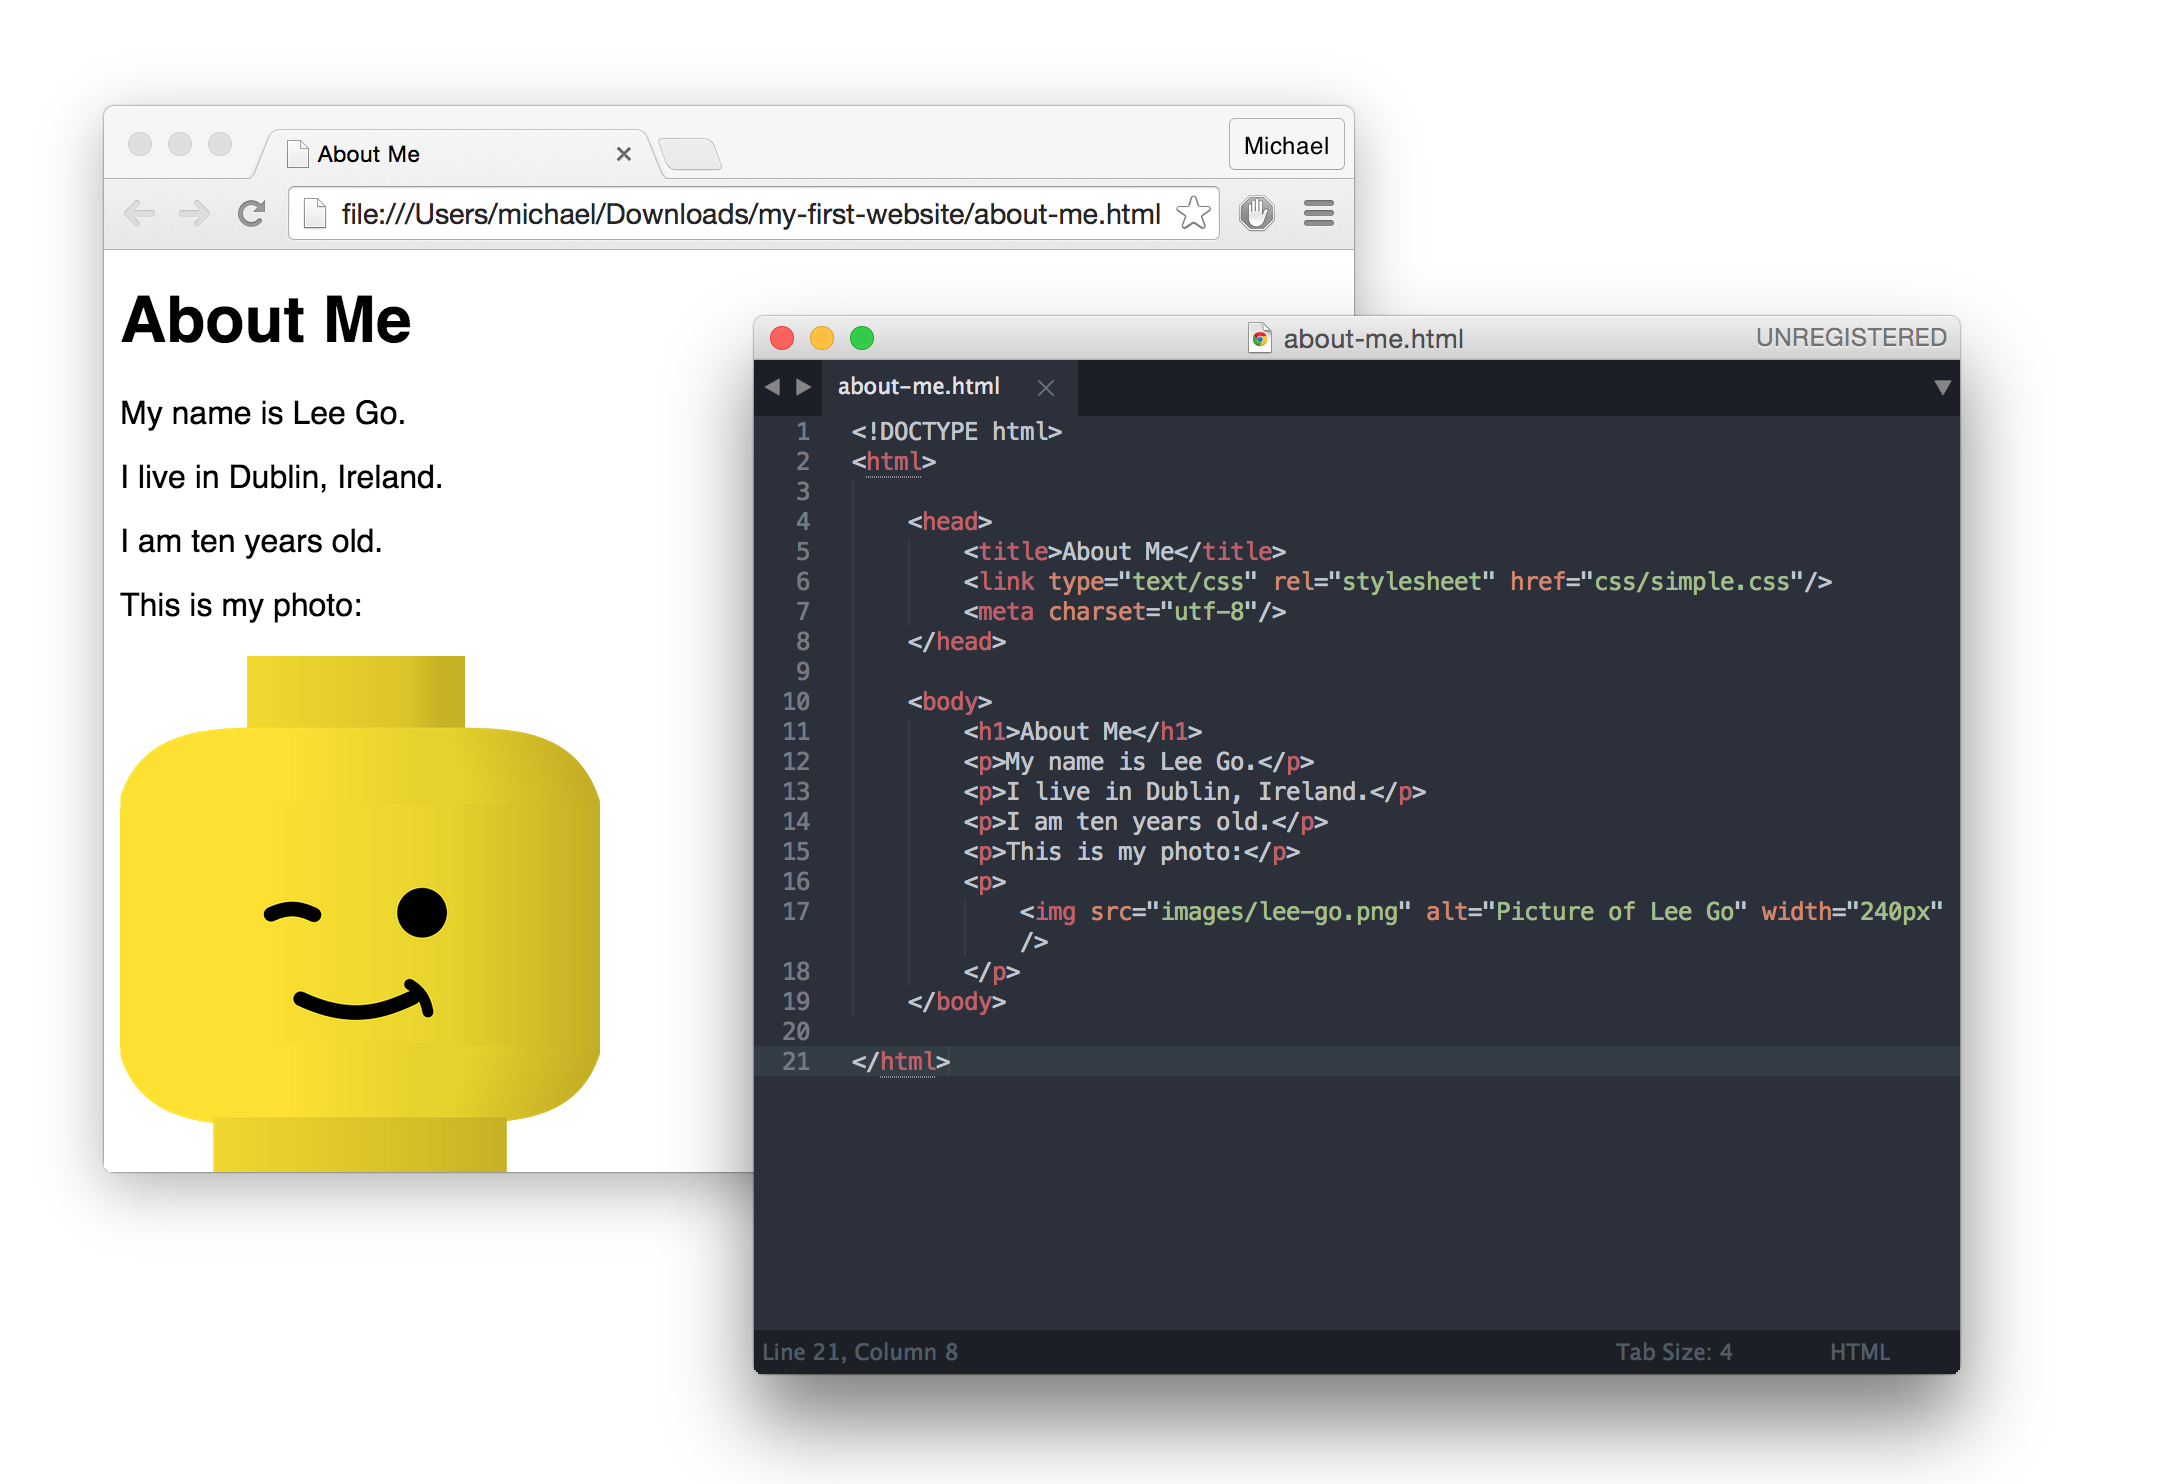 About Me
Michael
file:///Users/michael/Downloads/my-first-website/about-me.html
About Me
My name is Lee Go.
I live in Dublin, Ireland.
I am ten years old.
This is my photo:
about-me.html
UNREGISTERED
about-me.html
1 <!DOCTYPE html>
2 <html>
3
4     <head>
5         <title>About Me</title>
6         <link type="text/css" rel="stylesheet" href="css/simple.css"/>
7         <meta charset="utf-8"/>
8     </head>
9
10     <body>
11         <h1>About Me</h1>
12         <p>My name is Lee Go.</p>
13         <p>I live in Dublin, Ireland.</p>
14         <p>I am ten years old.</p>
15         <p>This is my photo:</p>
16         <p>
17             <img src="images/lee-go.png" alt="Picture of Lee Go" width="240px"
/>
18         </p>
19     </body>
20
21 </html>
Line 21, Column 8
Tab Size: 4
HTML